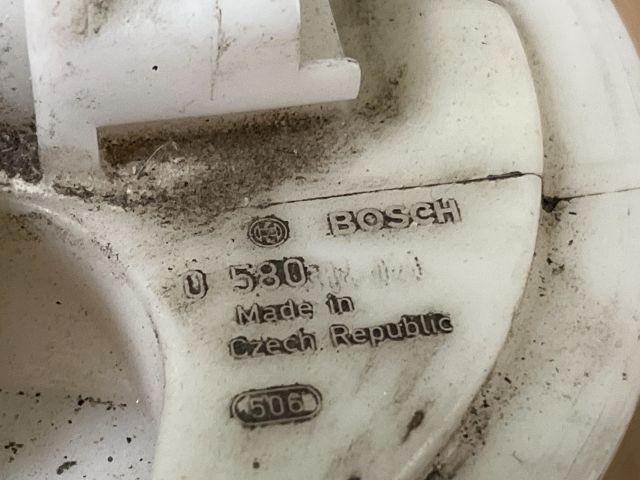 BOSCH
0 580
Made in
Czech Republic
506